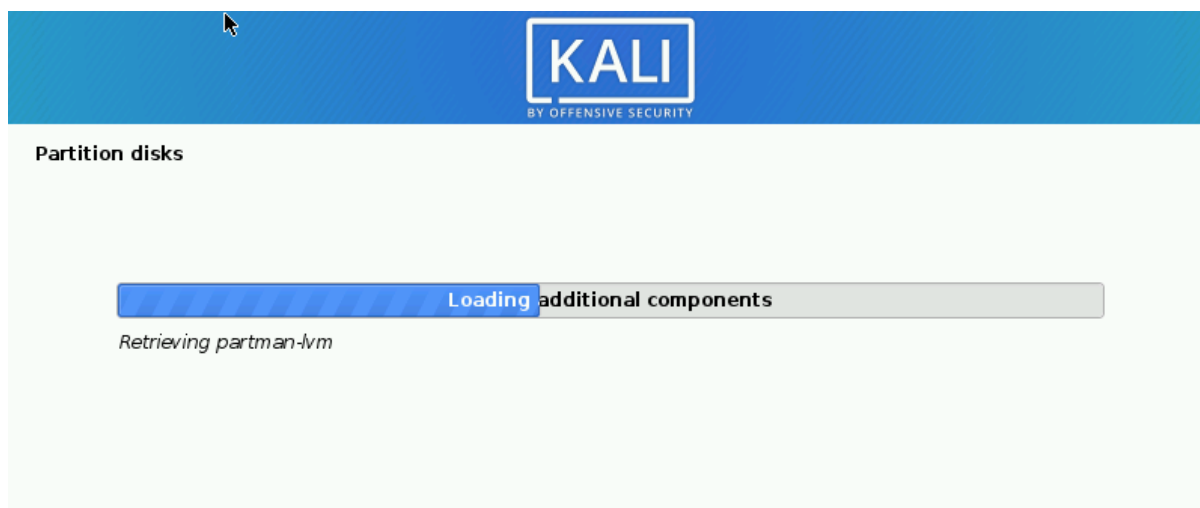 KALI
BY OFFENSIVE SECURITY
Partition disks
Loading additional components
Retrieving partman-lvm